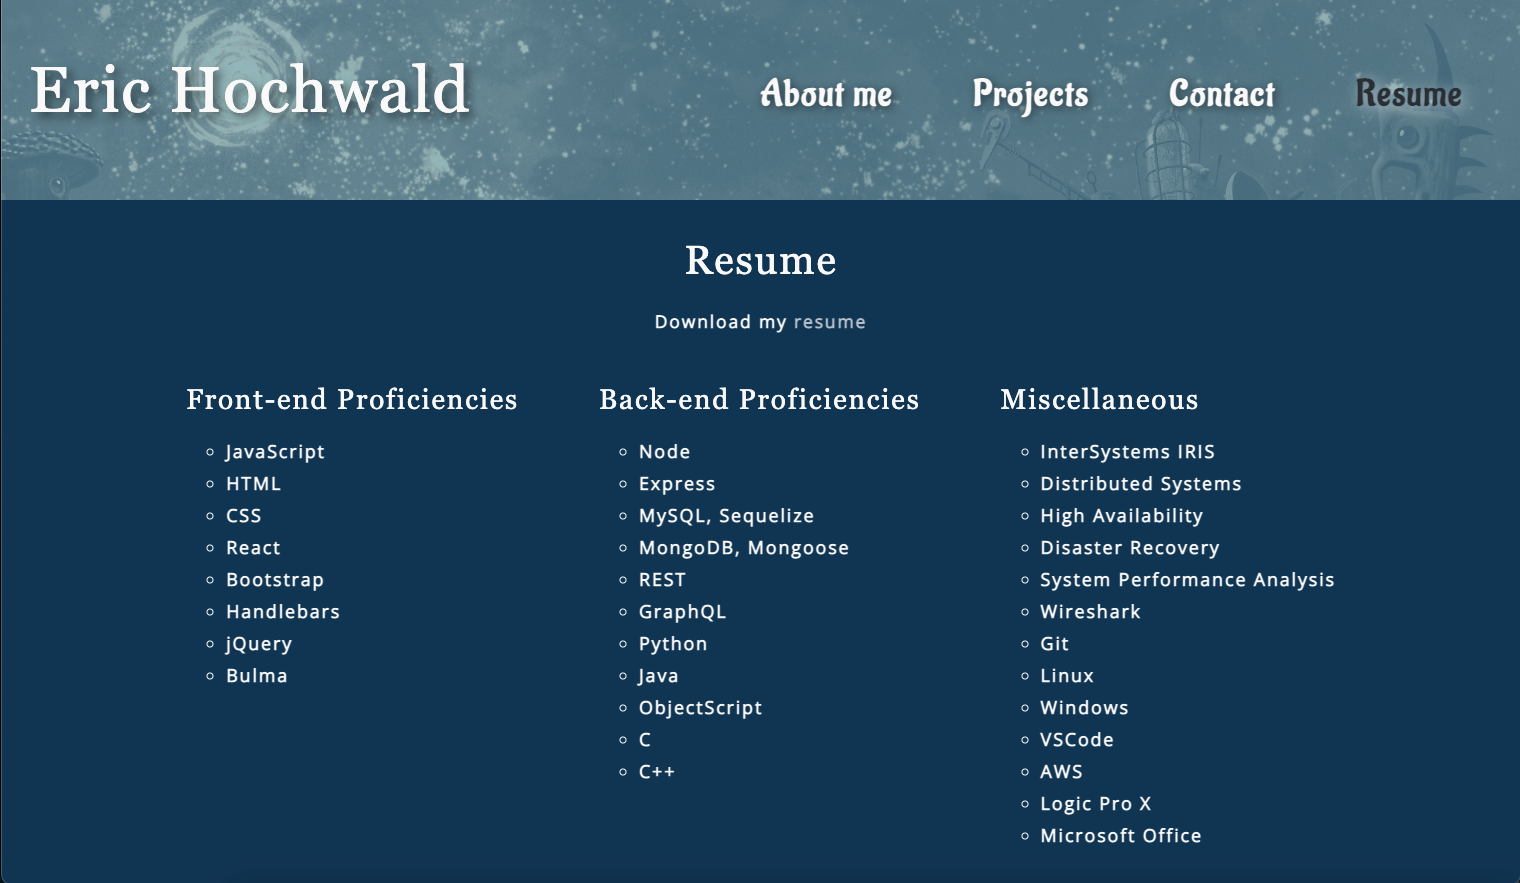 Eric Hochwald
About me
Projects
Contact
Resume
Resume
Download my resume
Front-end Proficiencies
JavaScript
HTML
CSS
React
Bootstrap
Handlebars
jQuery
Bulma
Back-end Proficiencies
Node
Express
MySQL, Sequelize
MongoDB, Mongoose
REST
GraphQL
Python
Java
ObjectScript
C
C++
Miscellaneous
InterSystems IRIS
Distributed Systems
High Availability
Disaster Recovery
System Performance Analysis
Wireshark
Git
Linux
Windows
VSCode
AWS
Logic Pro X
Microsoft Office